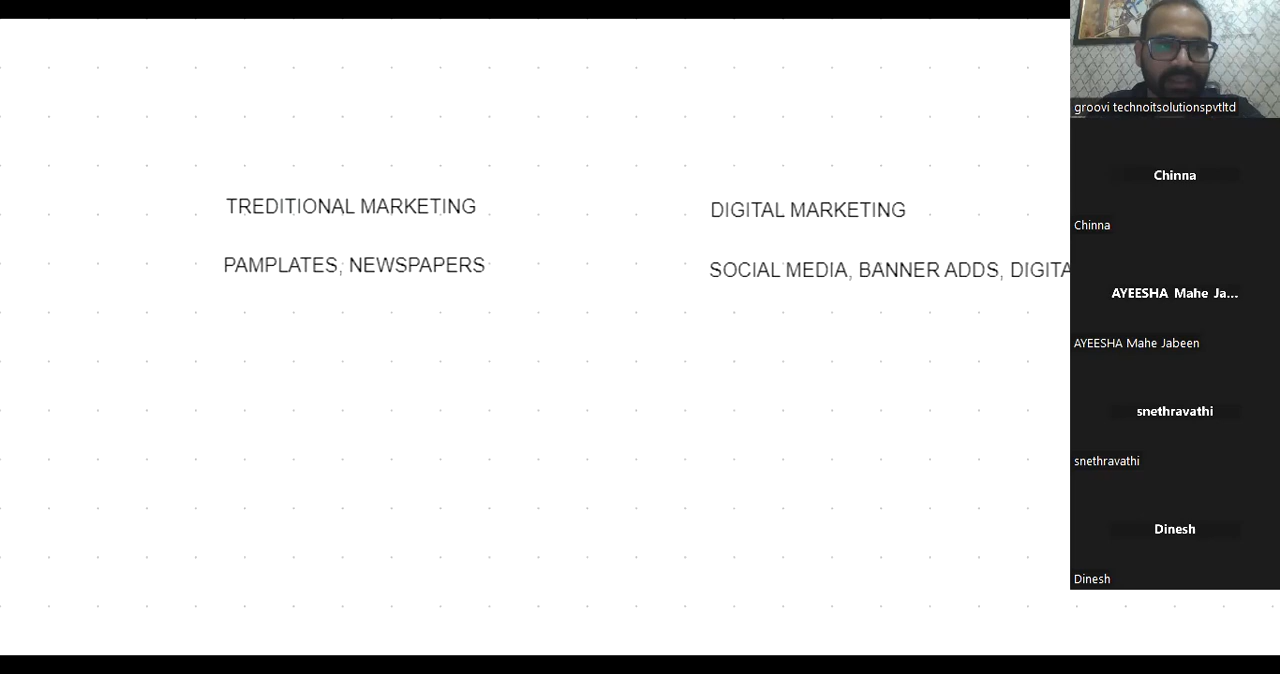 groovi technoitsolutionspvtltd
TREDITIONAL MARKETING
DIGITAL MARKETING
PAMPLATES, NEWSPAPERS
SOCIAL MEDIA, BANNER ADDS, DIGITA
Chinna
Chinna
AYEESHA Mahe Ja...
AYEESHA Mahe Jabeen
snethravathi
snethravathi
Dinesh
Dinesh